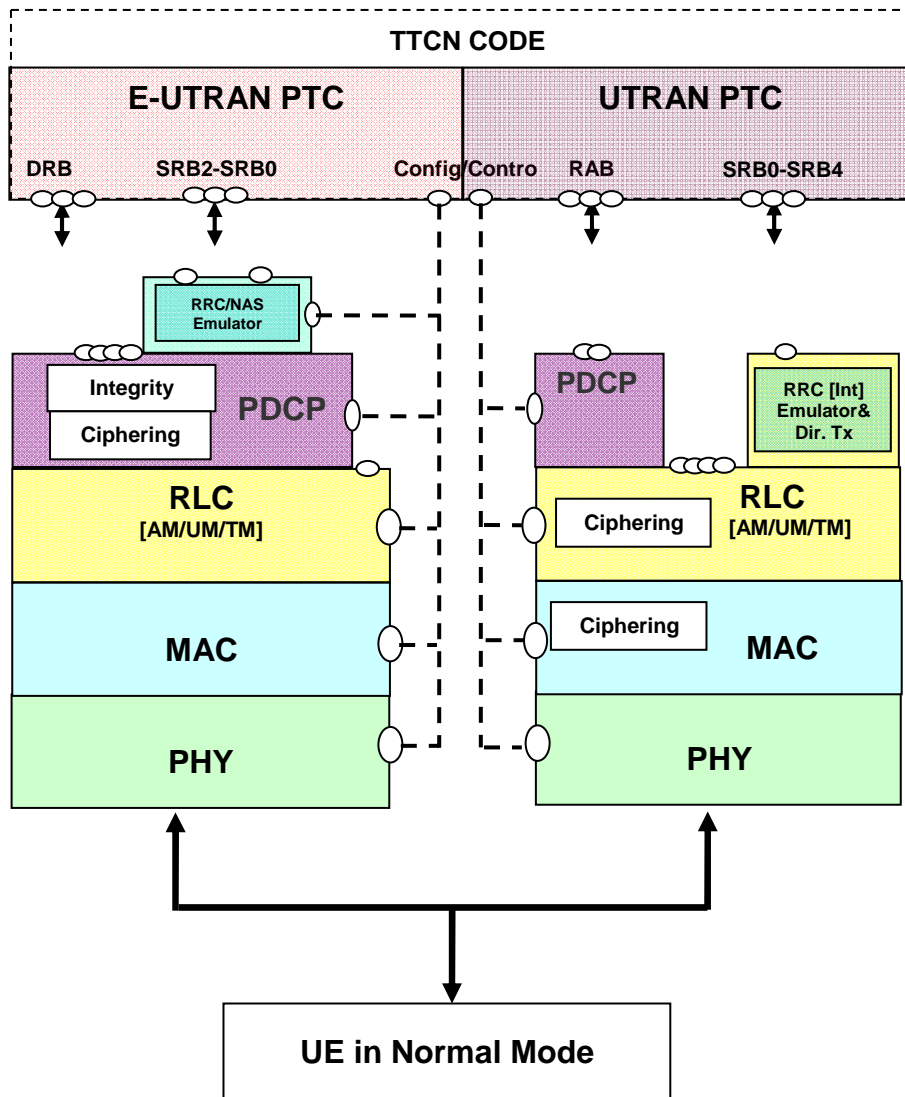 TTCN CODE
E-UTRAN PTC
UTRAN PTC
DRB
SRB2-SRB0
Config/Contro
RAB
SRB0-SRB4
RRC/NAS
Emulator
Integrity
Ciphering
PDCP
RLC
[AM/UM/TM]
MAC
PHY
PDCP
RRC [Int]
Emulator&
Dir. Tx
RLC
[AM/UM/TM]
Ciphering
Ciphering
MAC
PHY
UE in Normal Mode